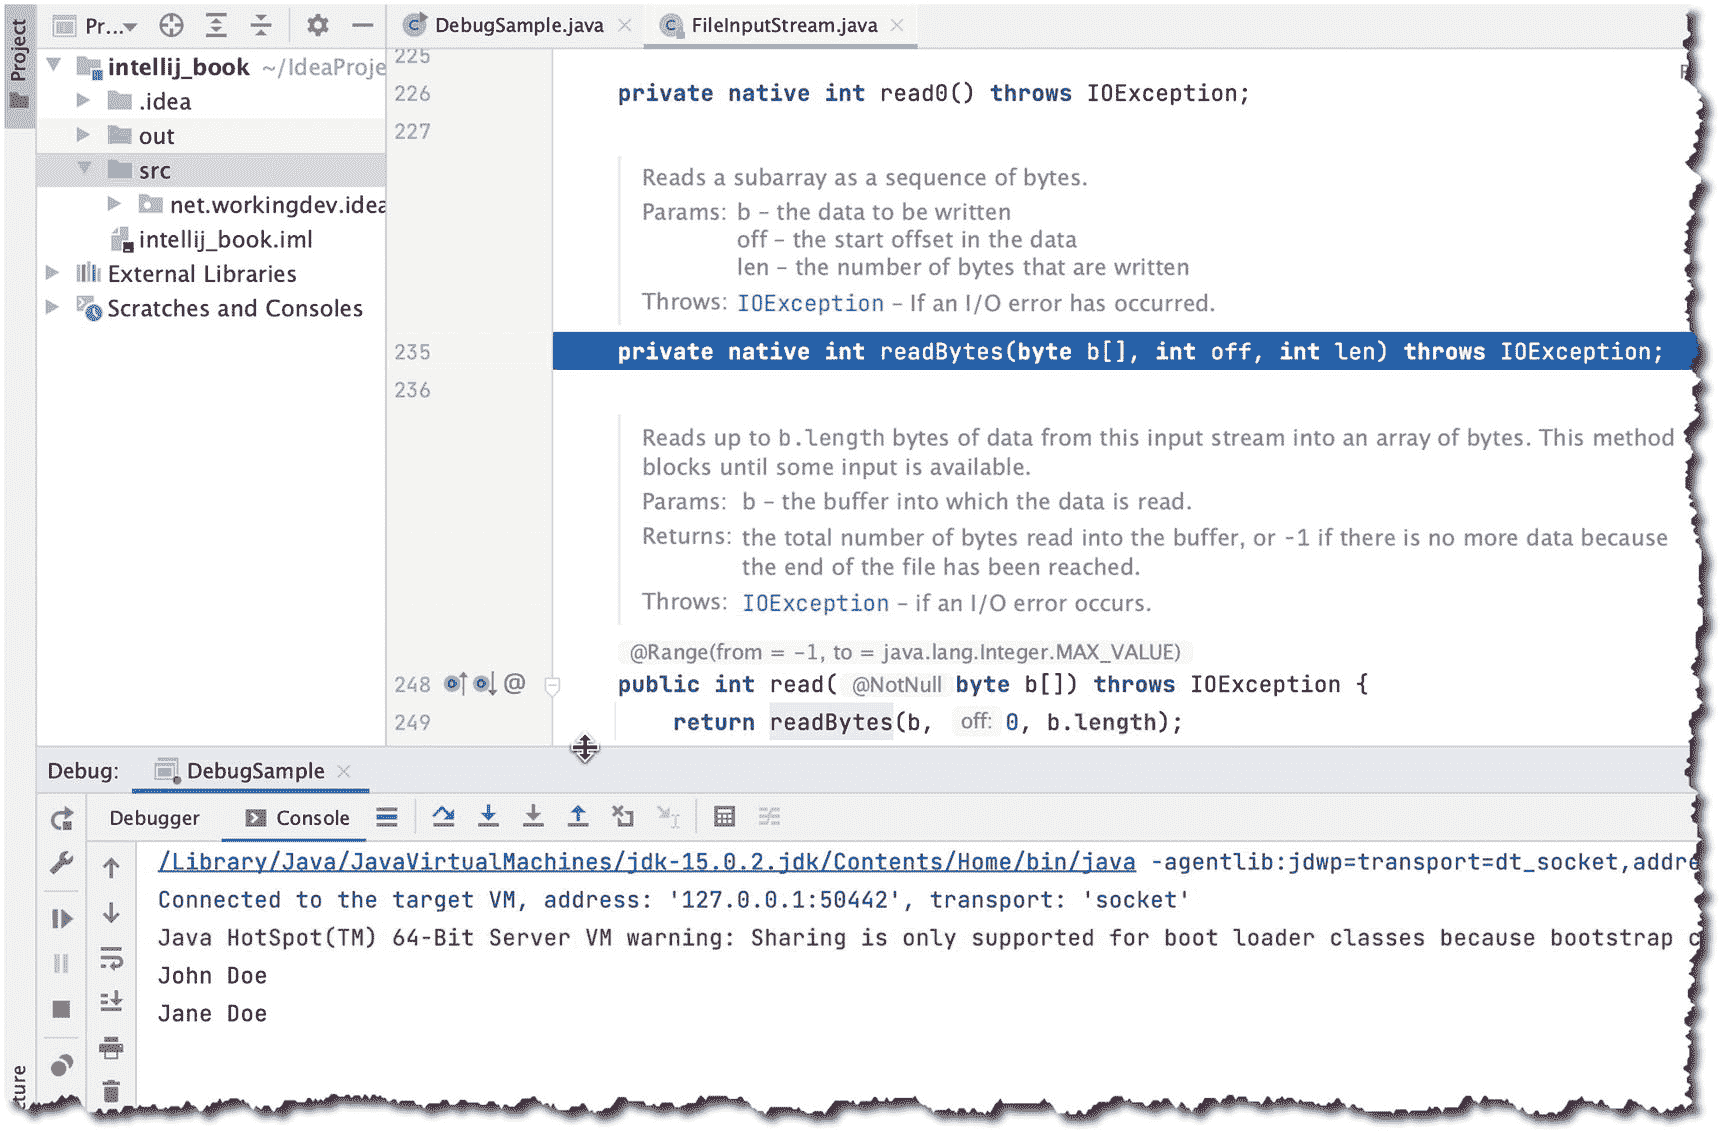 Project
Pr...
DebugSample.java
FileInputStream.java
intellij_book ~/IdeaProje
.idea
out
src
net.workingdev.idea
intellij_book.iml
External Libraries
Scratches and Consoles
225
226 private native int read0() throws IOException;
227
Reads a subarray as a sequence of bytes.
Params: b – the data to be written
off – the start offset in the data
len – the number of bytes that are written
Throws: IOException – If an I/O error has occurred.
235 private native int readBytes(byte b[], int off, int len) throws IOException;
236
Reads up to b.length bytes of data from this input stream into an array of bytes. This method
blocks until some input is available.
Params: b – the buffer into which the data is read.
Returns: the total number of bytes read into the buffer, or -1 if there is no more data because
the end of the file has been reached.
Throws: IOException – if an I/O error occurs.
@Range(from = -1, to = java.lang.Integer.MAX_VALUE)
248 @ public int read( @NotNull byte b[]) throws IOException {
249 return readBytes(b, off: 0, b.length);
Debug: DebugSample
Debugger Console
/Library/Java/JavaVirtualMachines/jdk-15.0.2.jdk/Contents/Home/bin/java -agentlib:jdwp=transport=dt_socket,addre
Connected to the target VM, address: '127.0.0.1:50442', transport: 'socket'
Java HotSpot(TM) 64-Bit Server VM warning: Sharing is only supported for boot loader classes because bootstrap c
John Doe
Jane Doe
cture